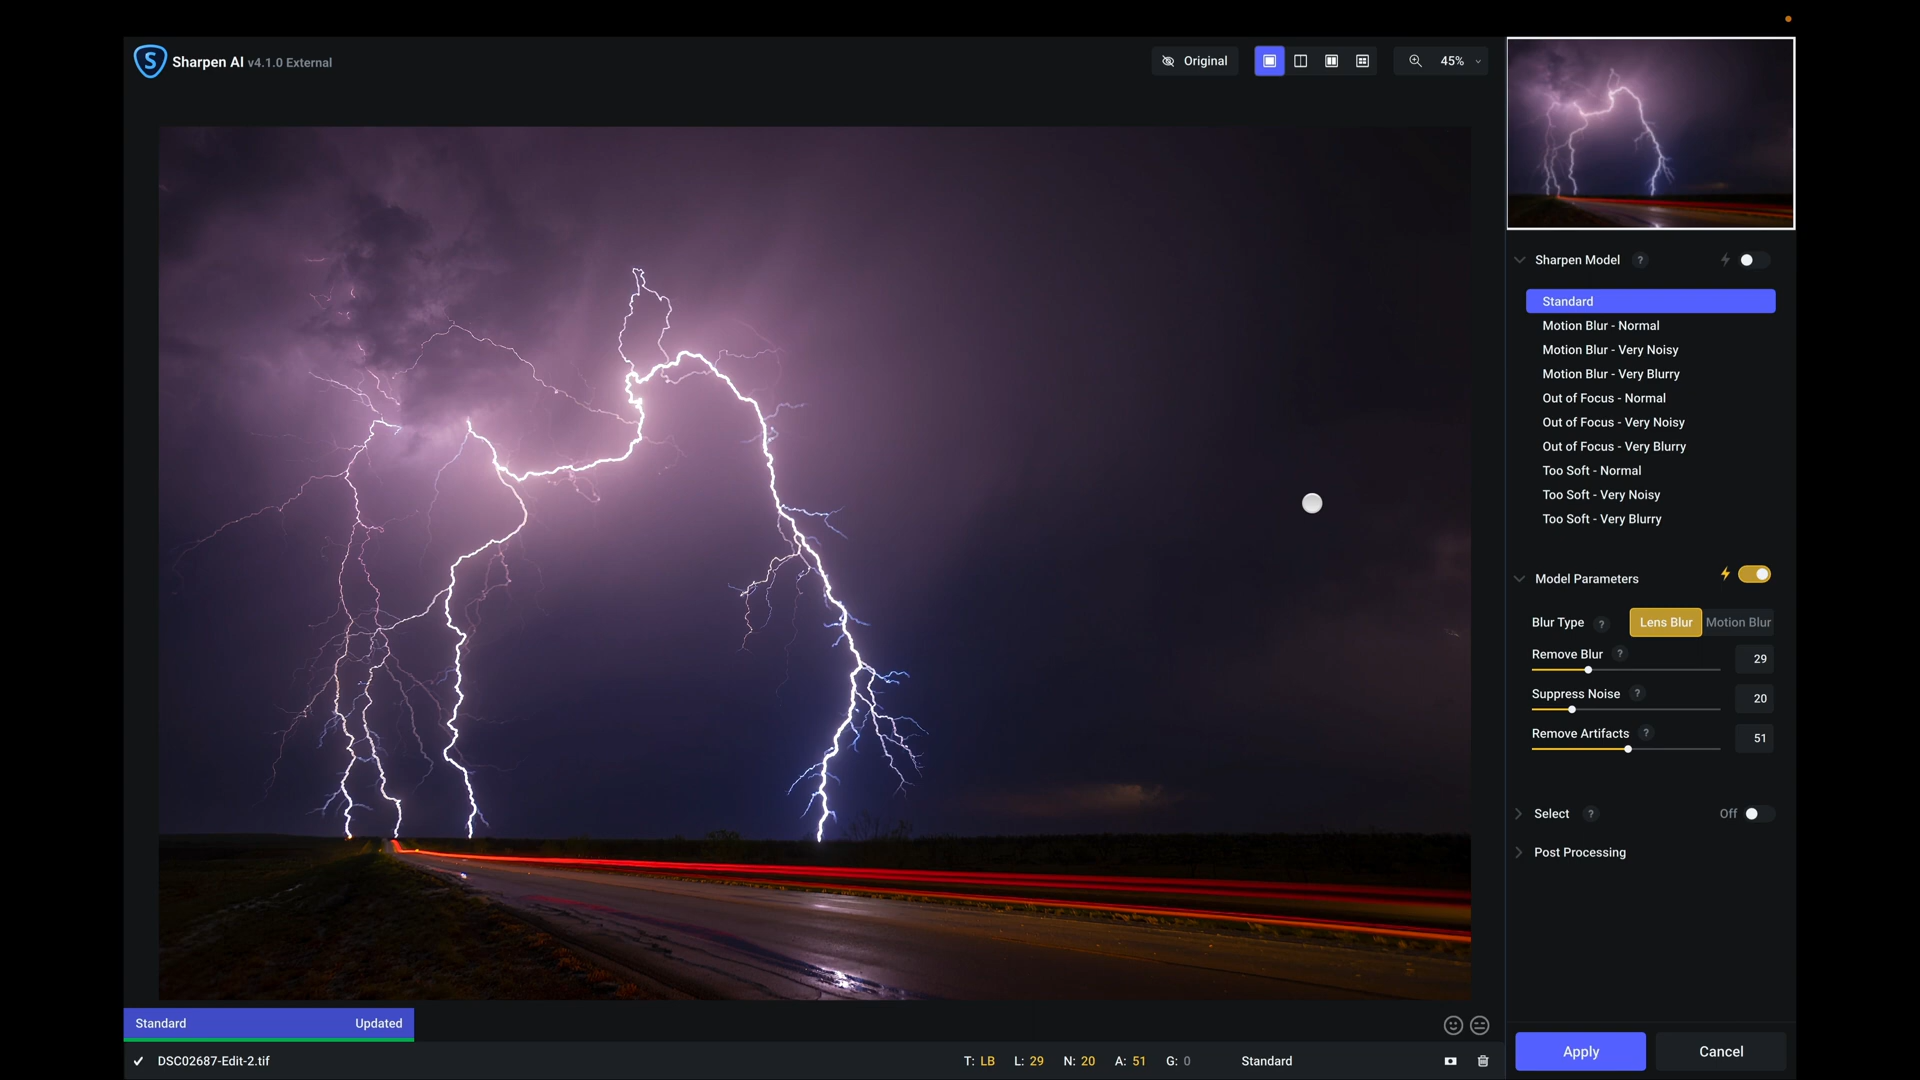 Sharpen AI v4.1.0 External
Original
45%
Sharpen Model ?
Standard
Motion Blur - Normal
Motion Blur - Very Noisy
Motion Blur - Very Blurry
Out of Focus - Normal
Out of Focus - Very Noisy
Out of Focus - Very Blurry
Too Soft - Normal
Too Soft - Very Noisy
Too Soft - Very Blurry
Model Parameters
Blur Type ? Lens Blur Motion Blur
Remove Blur ? 29
Suppress Noise ? 20
Remove Artifacts ? 51
Select ? Off
Post Processing
Standard Updated
DSC02687-Edit-2.tif T: LB L: 29 N: 20 A: 51 G: 0 Standard
Apply Cancel